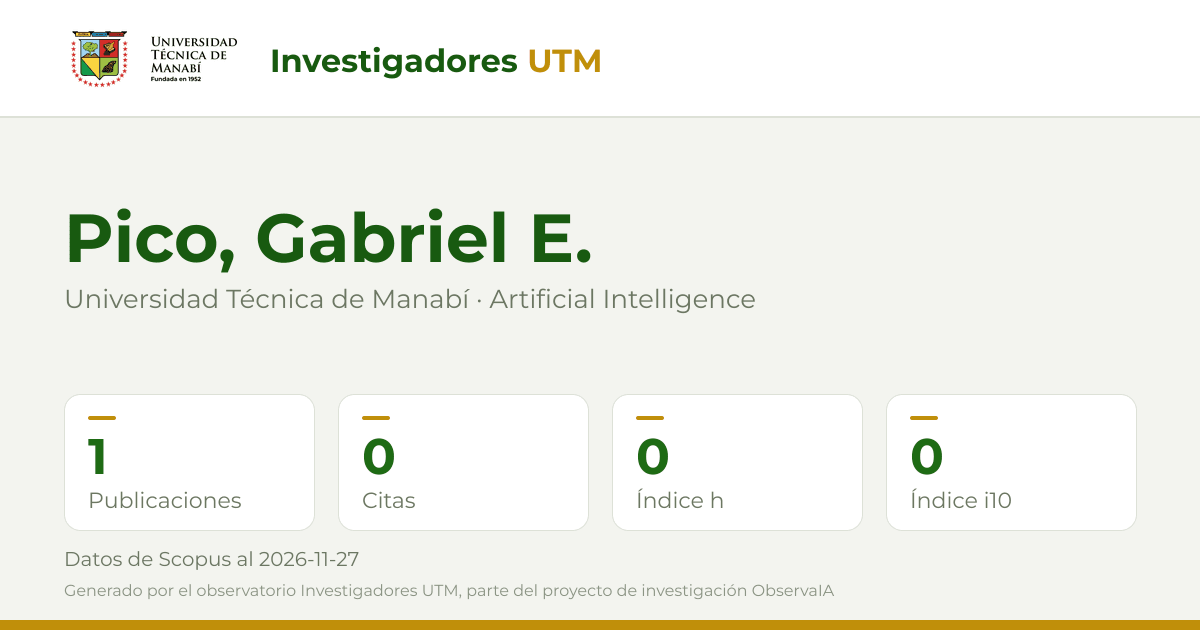 UNIVERSIDAD
TÉCNICA DE
MANABÍ
Fundada en 1952
Investigadores UTM
Pico, Gabriel E.
Universidad Técnica de Manabí · Artificial Intelligence
1
Publicaciones
0
Citas
0
Índice h
0
Índice i10
Datos de Scopus al 2026-11-27
Generado por el observatorio Investigadores UTM, parte del proyecto de investigación ObservaIA